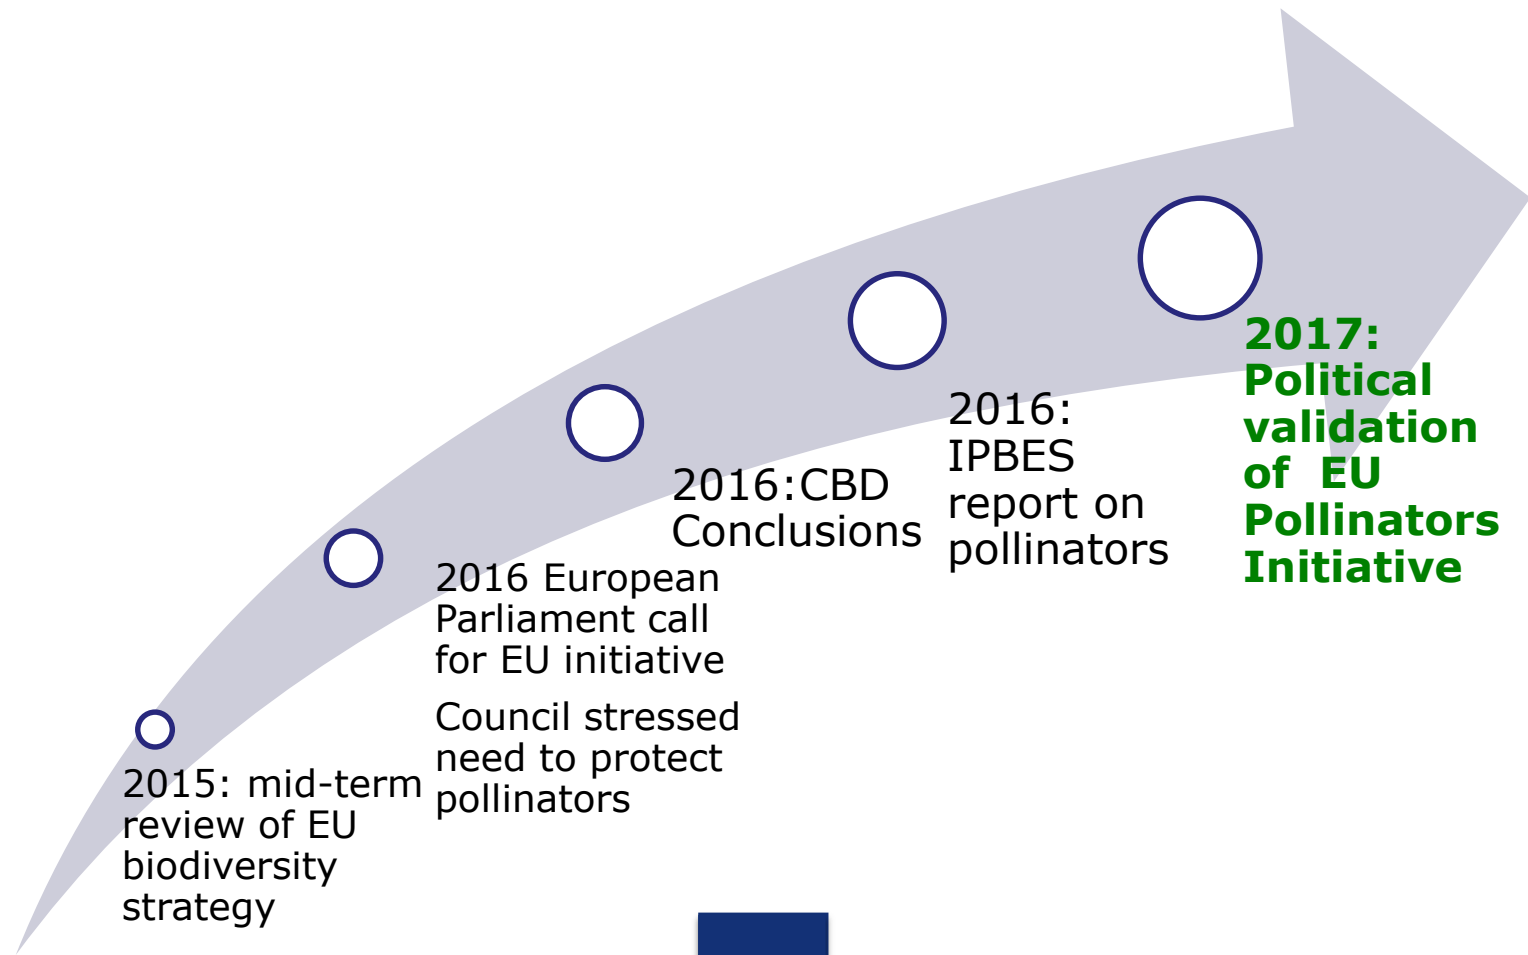 2015: mid-term
review of EU
biodiversity
strategy
2016 European
Parliament call
for EU initiative
Council stressed
need to protect
pollinators
2016:CBD
Conclusions
2016:
IPBES
report on
pollinators
2017:
Political
validation
of  EU
Pollinators
Initiative